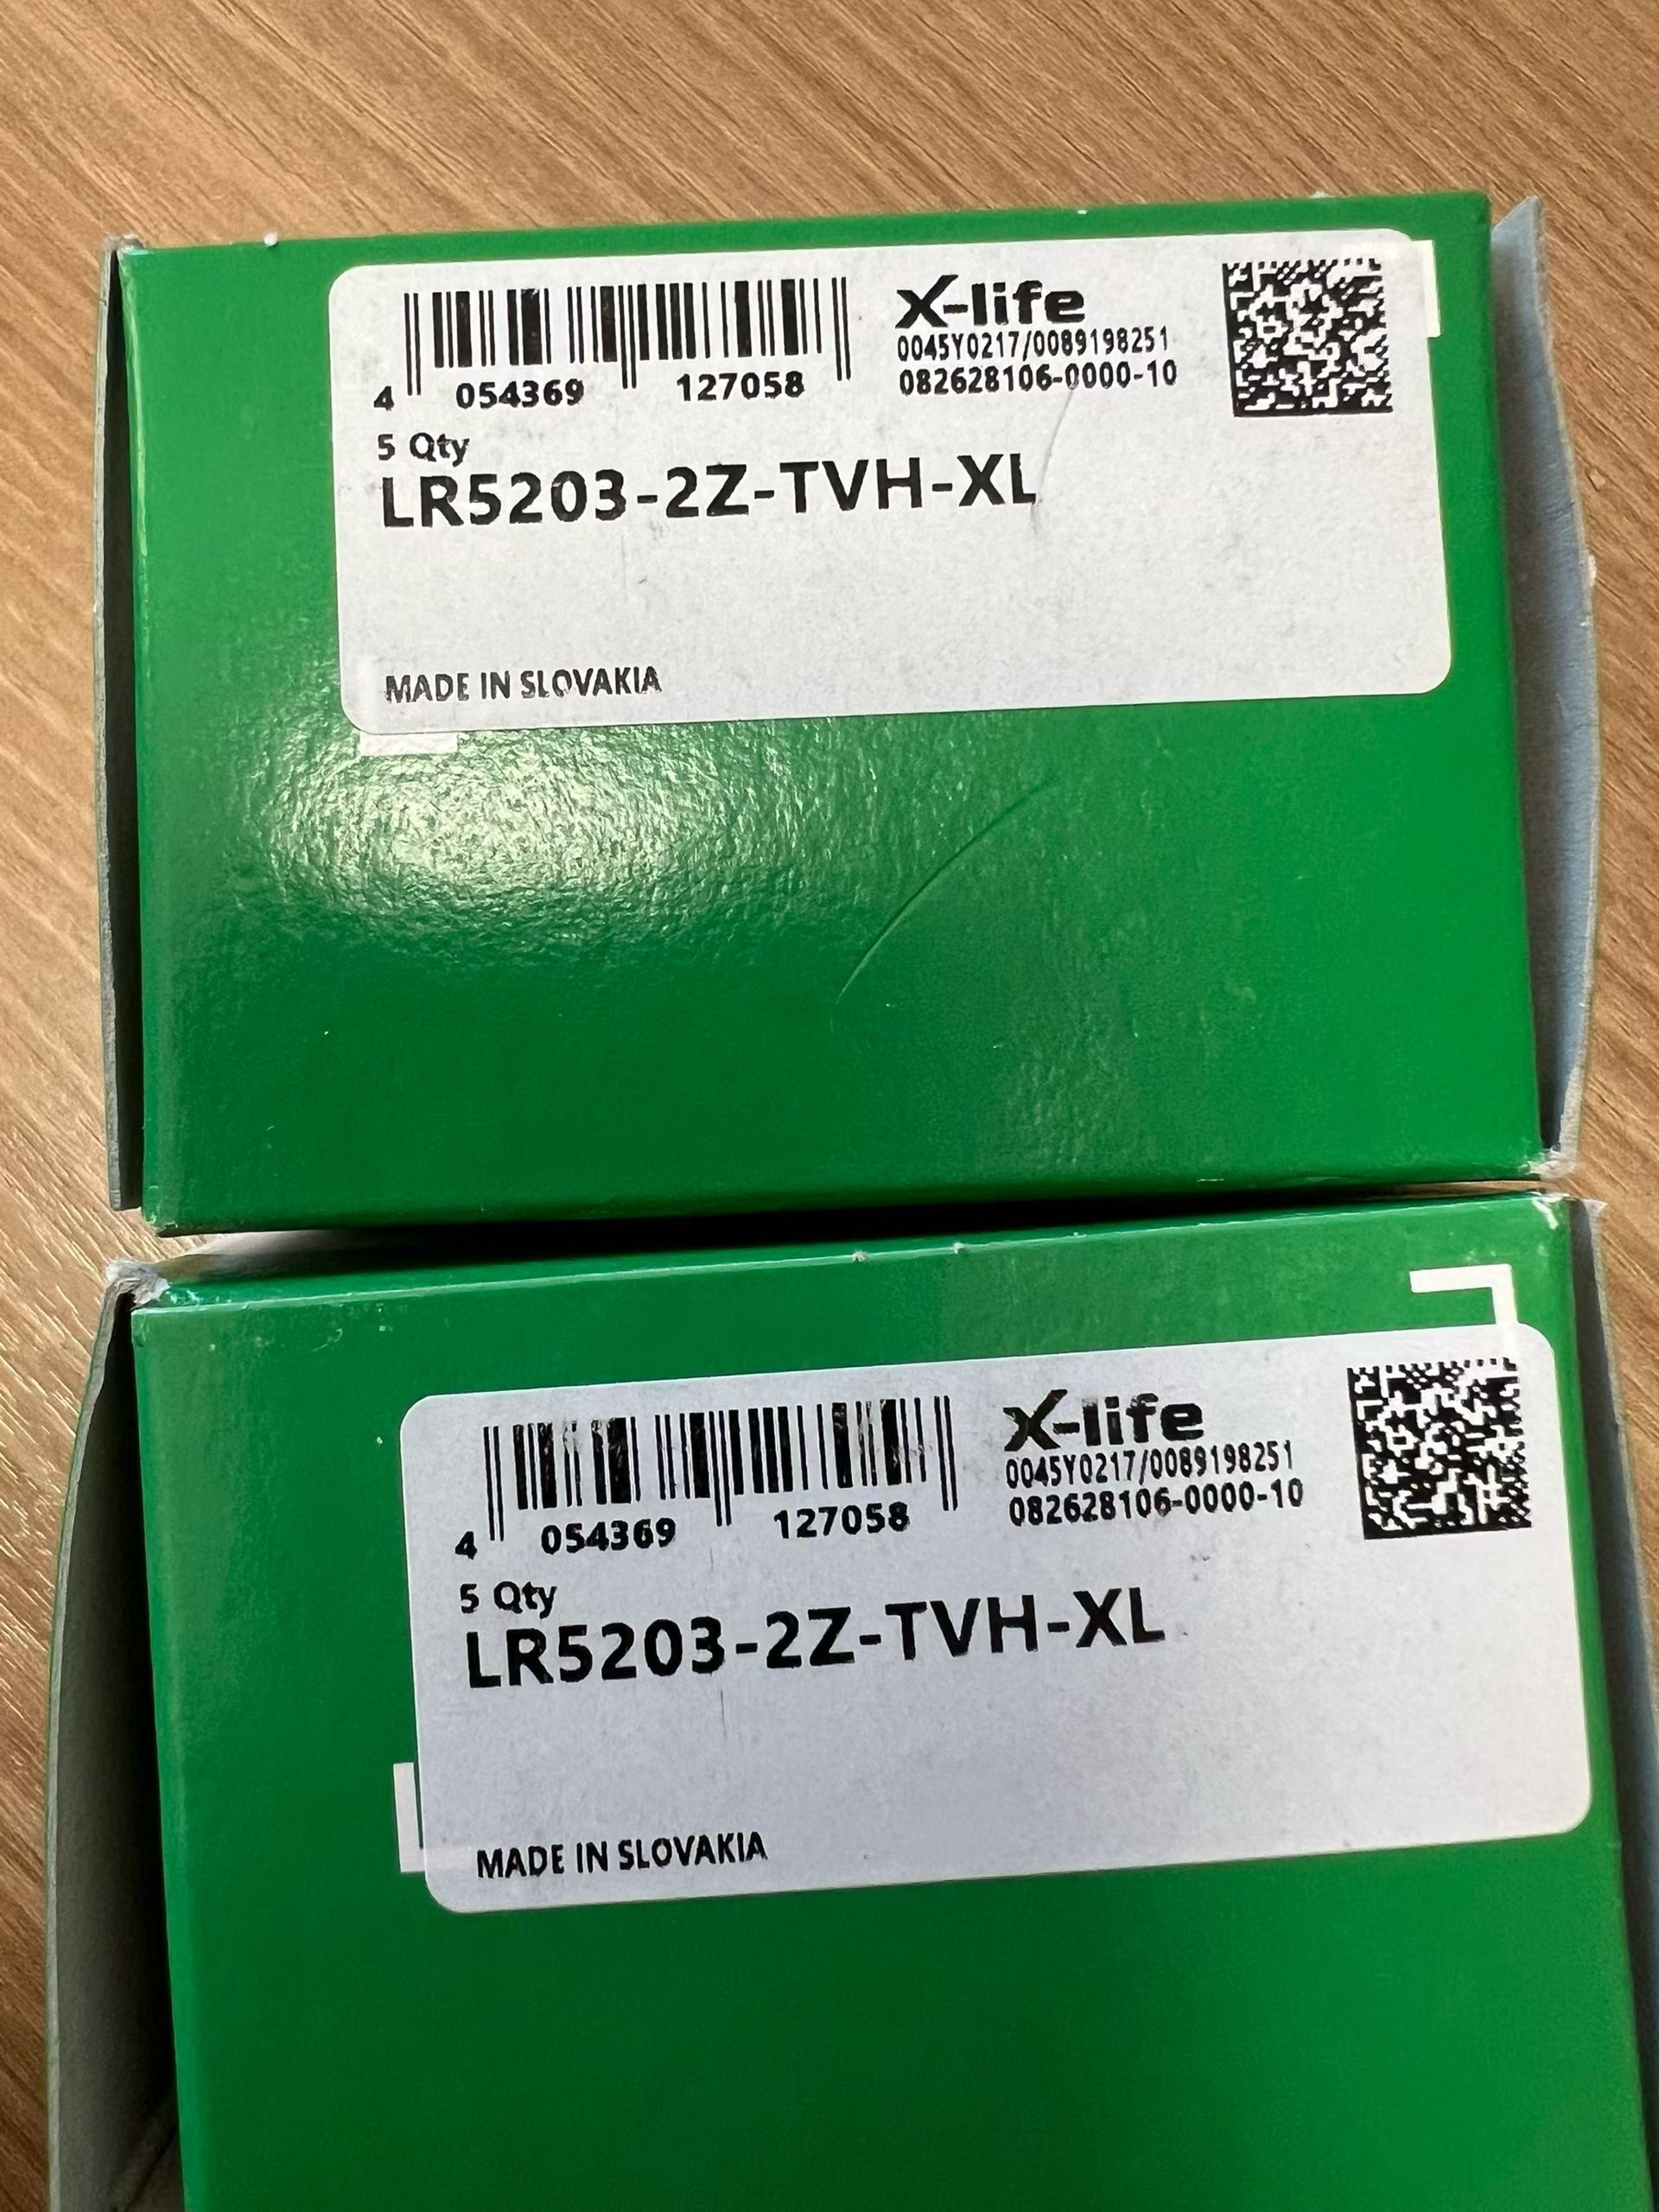 X-life
0045Y0217/0089198251
082628106-0000-10
4 054369 127058
5 Qty
LR5203-2Z-TVH-XL
MADE IN SLOVAKIA
X-life
0045Y0217/0089198251
082628106-0000-10
4 054369 127058
5 Qty
LR5203-2Z-TVH-XL
MADE IN SLOVAKIA